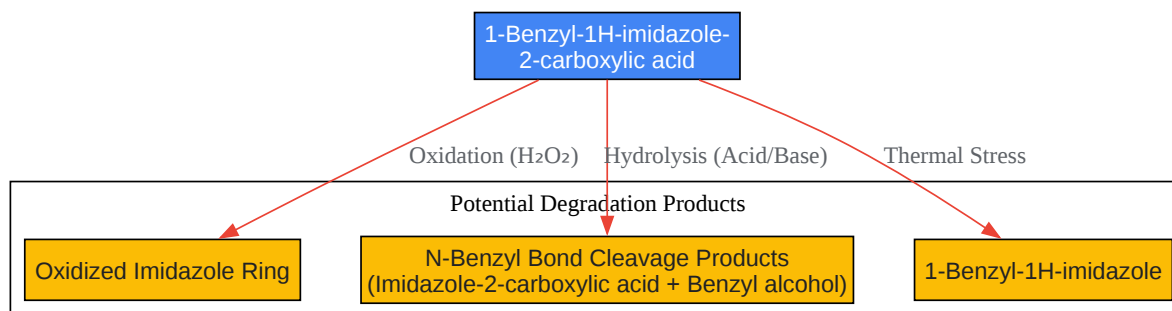 1-Benzyl-1H-imidazole-
2-carboxylic acid
Oxidation (H₂O₂)
Hydrolysis (Acid/Base)
Thermal Stress
Potential Degradation Products
Oxidized Imidazole Ring
N-Benzyl Bond Cleavage Products
(Imidazole-2-carboxylic acid + Benzyl alcohol)
1-Benzyl-1H-imidazole